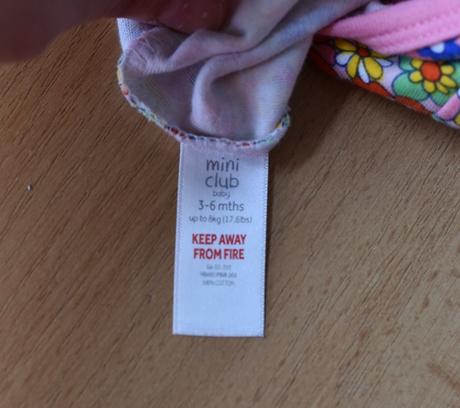 mini
club
baby
3-6 mths
up to 8kg (17.6lbs)
KEEP AWAY
FROM FIRE
100% COTTON